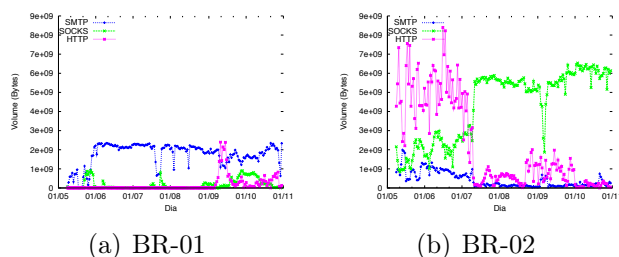 SMTP
SOCKS
HTTP
9e+09
8e+09
7e+09
6e+09
5e+09
4e+09
3e+09
2e+09
1e+09
0
Volume (Bytes)
01/05 01/06 01/07 01/08 01/09 01/10 01/11
Dia
(a) BR-01
SMTP
SOCKS
HTTP
9e+09
8e+09
7e+09
6e+09
5e+09
4e+09
3e+09
2e+09
1e+09
0
Volume (Bytes)
01/05 01/06 01/07 01/08 01/09 01/10 01/1
Dia
(b) BR-02